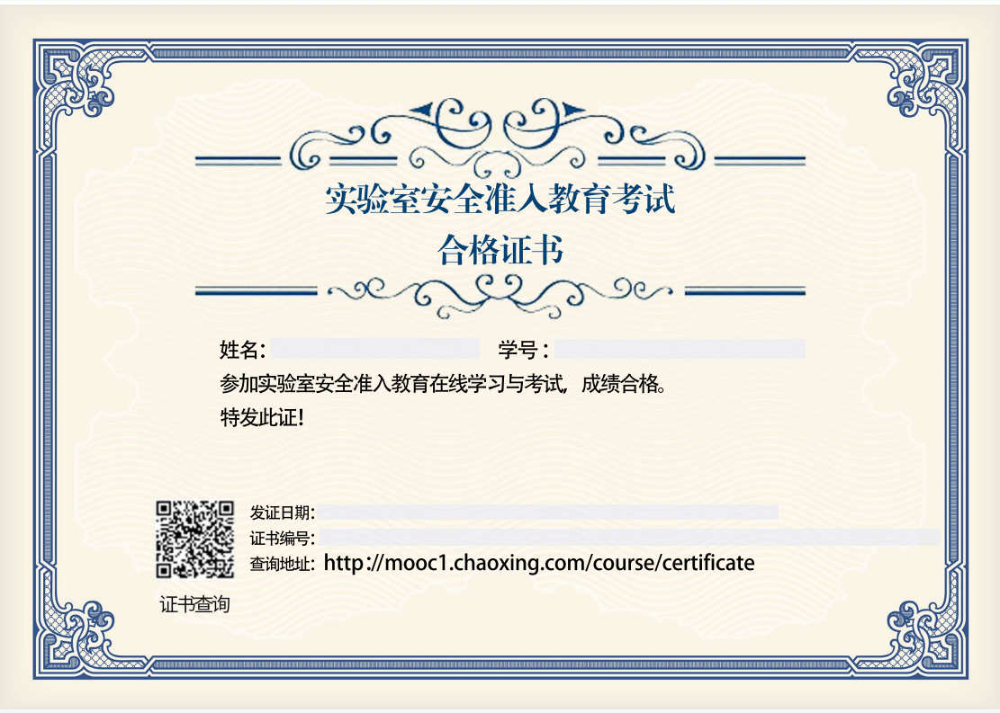 实验室安全准入教育考试
合格证书
姓名： 学号：
参加实验室安全准入教育在线学习与考试，成绩合格。
特发此证！
发证日期：
证书编号：
查询地址：http://mooc1.chaoxing.com/course/certificate
证书查询